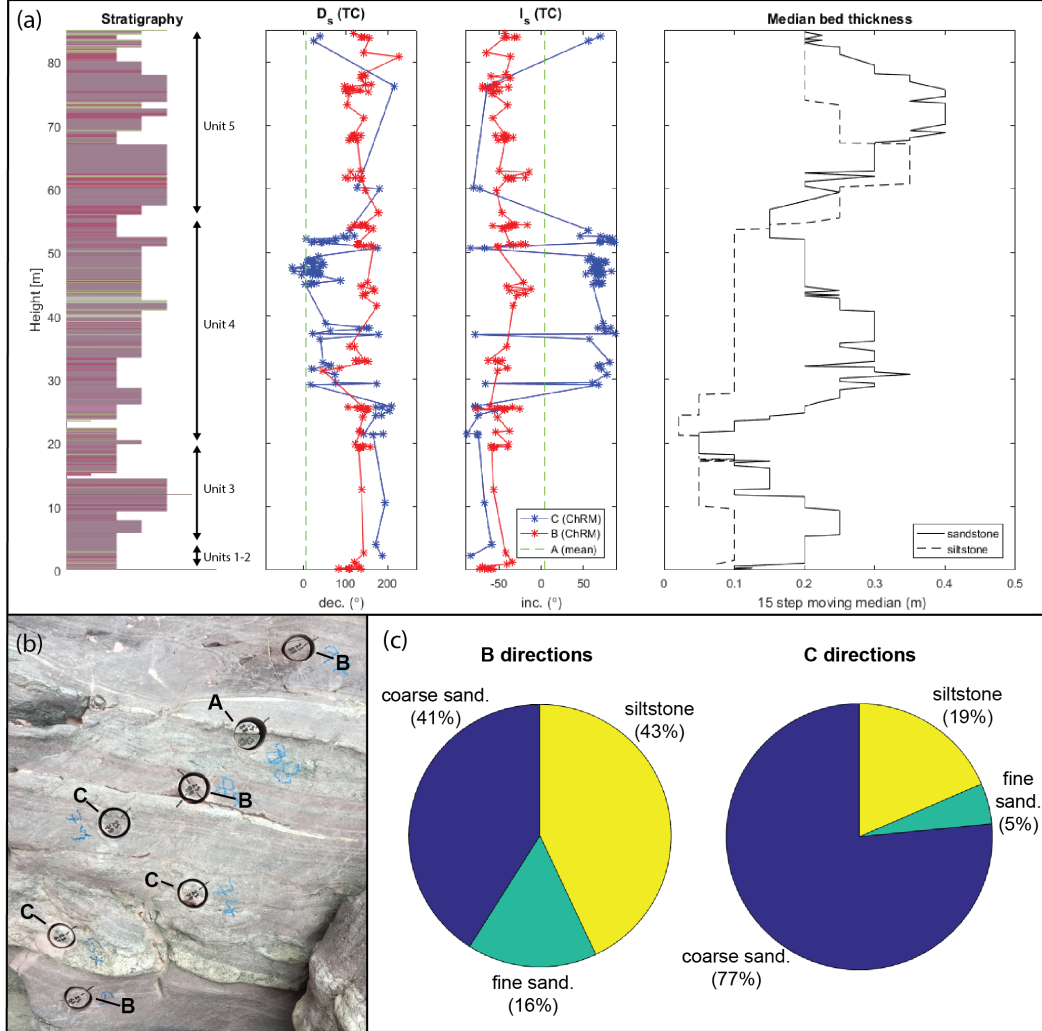 (a)
Stratigraphy
D_s (TC)
I_s (TC)
Median bed thickness
Height [m]
80
70
60
50
40
30
20
10
0
Unit 5
Unit 4
Unit 3
Units 1-2
0 100 200
dec. (°)
-50 0 50
inc. (°)
C (ChRM)
B (ChRM)
A (mean)
0 0.1 0.2 0.3 0.4 0.5
15 step moving median (m)
sandstone
siltstone
(b)
B
A
B
C
C
C
B
(c)
B directions
C directions
coarse sand.
(41%)
siltstone
(43%)
fine sand.
(16%)
siltstone
(19%)
fine
sand.
(5%)
coarse sand.
(77%)